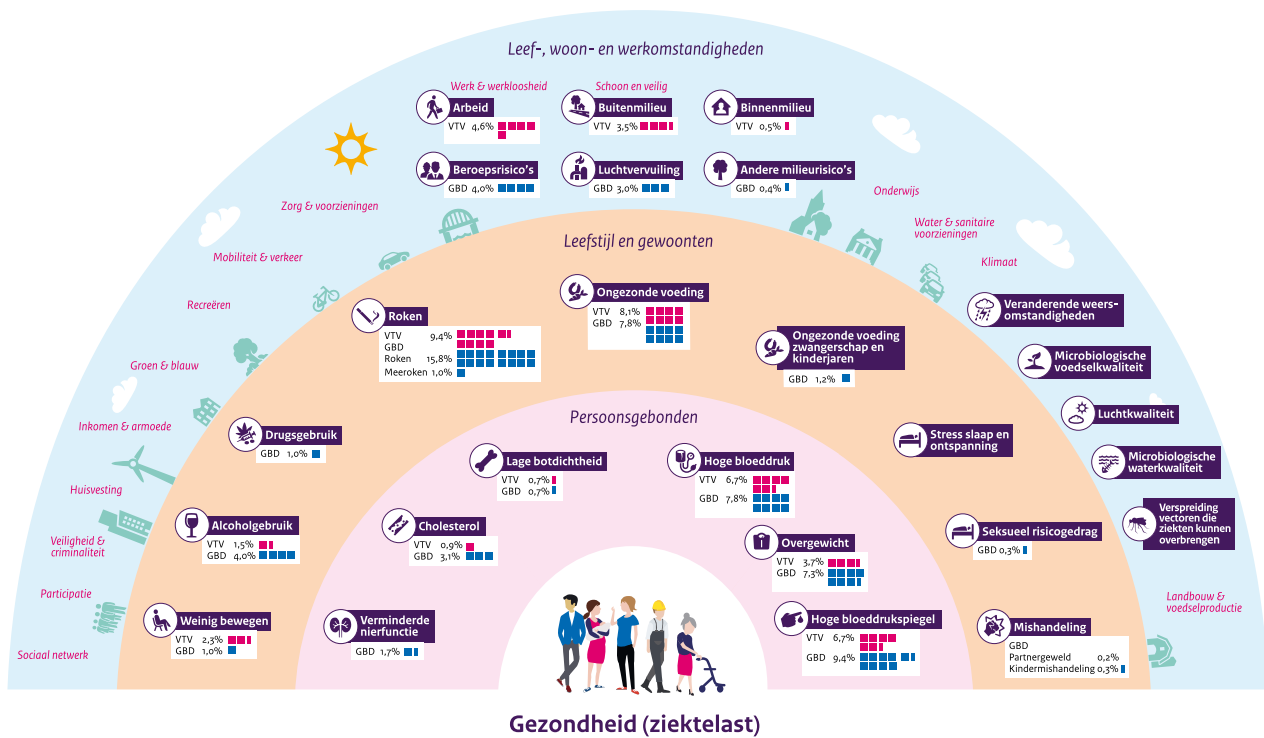 Leef-, woon- en werkomstandigheden
Werk & werkloosheid
Arbeid
VTV 4,6%
Schoon en veilig
Buitenmilieu
VTV 3,5%
Binnenmilieu
VTV 0,5%
Beroepsrisico's
GBD 4,0%
Luchtvervuiling
GBD 3,0%
Andere milieurisico's
GBD 0,4%
Zorg & voorzieningen
Mobiliteit & verkeer
Recreëren
Groen & blauw
Inkomen & armoede
Huisvesting
Veiligheid &
criminaliteit
Participatie
Sociaal netwerk
Onderwijs
Water & sanitaire
voorzieningen
Klimaat
Veranderende weers-
omstandigheden
Microbiologische
voedselkwaliteit
Luchtkwaliteit
Microbiologische
waterkwaliteit
Verspreiding
vectoren die
ziekten kunnen
overbrengen
Landbouw &
voedselproductie
Leefstijl en gewoonten
Roken
VTV 9,4%
GBD
Roken 15,8%
Meeroken 1,0%
Ongezonde voeding
VTV 8,1%
GBD 7,8%
Ongezonde voeding
zwangerschap en
kinderjaren
GBD 1,2%
Drugsgebruik
GBD 1,0%
Stress slaap en
ontspanning
Alcoholgebruik
VTV 1,5%
GBD 4,0%
Seksueel risicogedrag
GBD 0,3%
Weinig bewegen
VTV 2,3%
GBD 1,0%
Mishandeling
GBD
Partnergeweld 0,2%
Kindermishandeling 0,3%
Persoonsgebonden
Lage botdichtheid
VTV 0,7%
GBD 0,7%
Hoge bloeddruk
VTV 6,7%
GBD 7,8%
Cholesterol
VTV 0,9%
GBD 3,1%
Overgewicht
VTV 3,7%
GBD 7,3%
Verminderde
nierfunctie
GBD 1,7%
Hoge bloeddrukspiegel
VTV 6,7%
GBD 9,4%
Gezondheid (ziektelast)